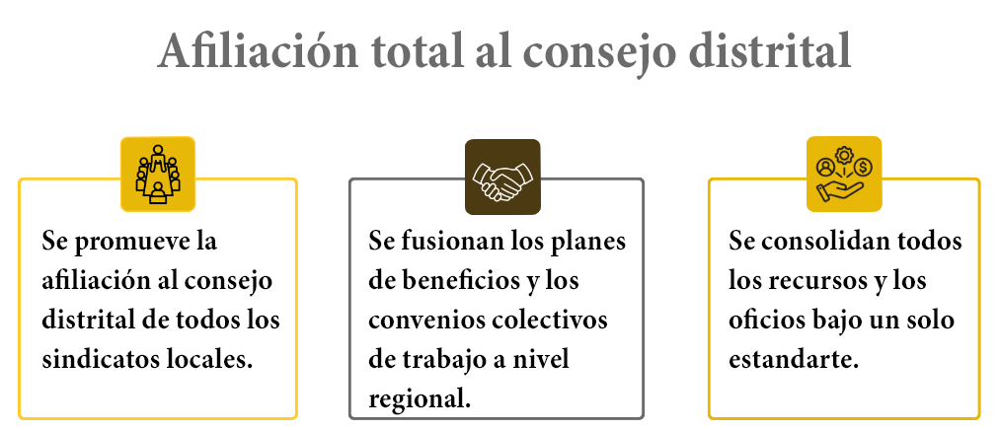 Afiliación total al consejo distrital
Se promueve la
afiliación al consejo
distrital de todos los
sindicatos locales.
Se fusionan los planes
de beneficios y los
convenios colectivos
de trabajo a nivel
regional.
Se consolidan todos
los recursos y los
oficios bajo un solo
estandarte.